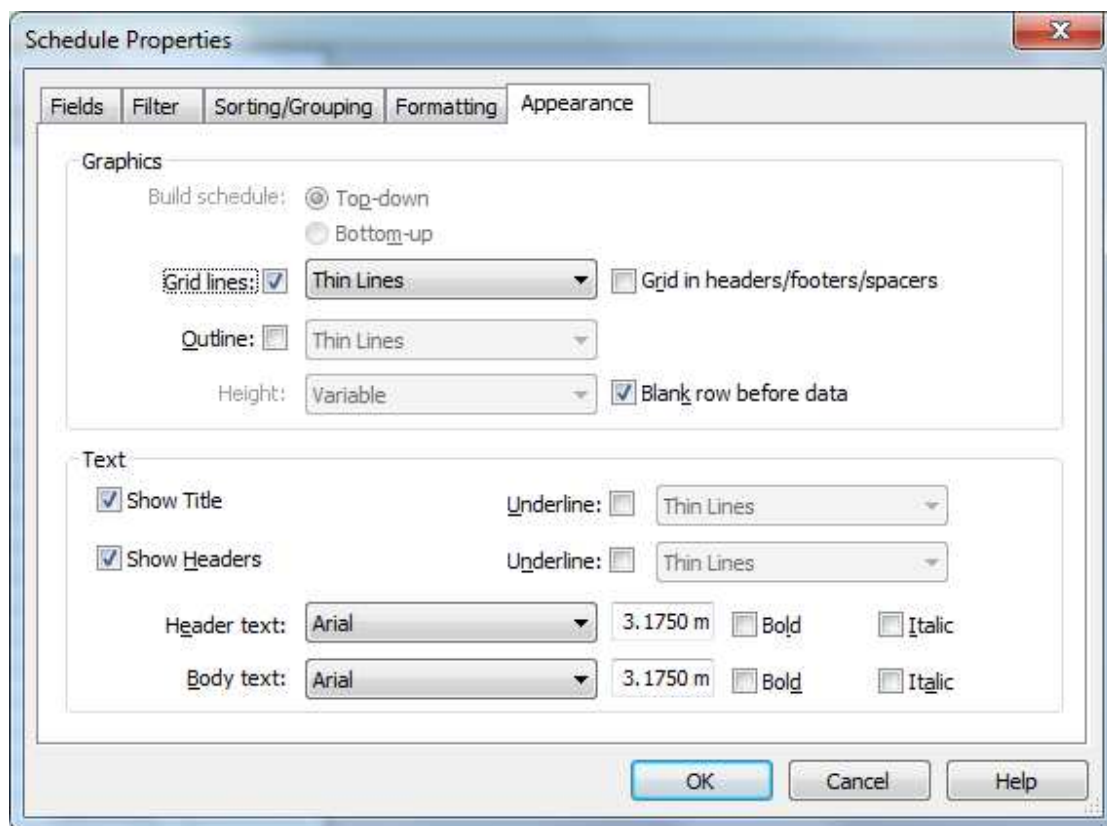 Schedule Properties
Fields Filter Sorting/Grouping Formatting Appearance
Graphics
Build schedule: Top-down
Bottom-up
Grid lines: Thin Lines Grid in headers/footers/spacers
Outline: Thin Lines
Height: Variable Blank row before data
Text
Show Title Underline: Thin Lines
Show Headers Underline: Thin Lines
Header text: Arial 3.1750 m Bold Italic
Body text: Arial 3.1750 m Bold Italic
OK Cancel Help